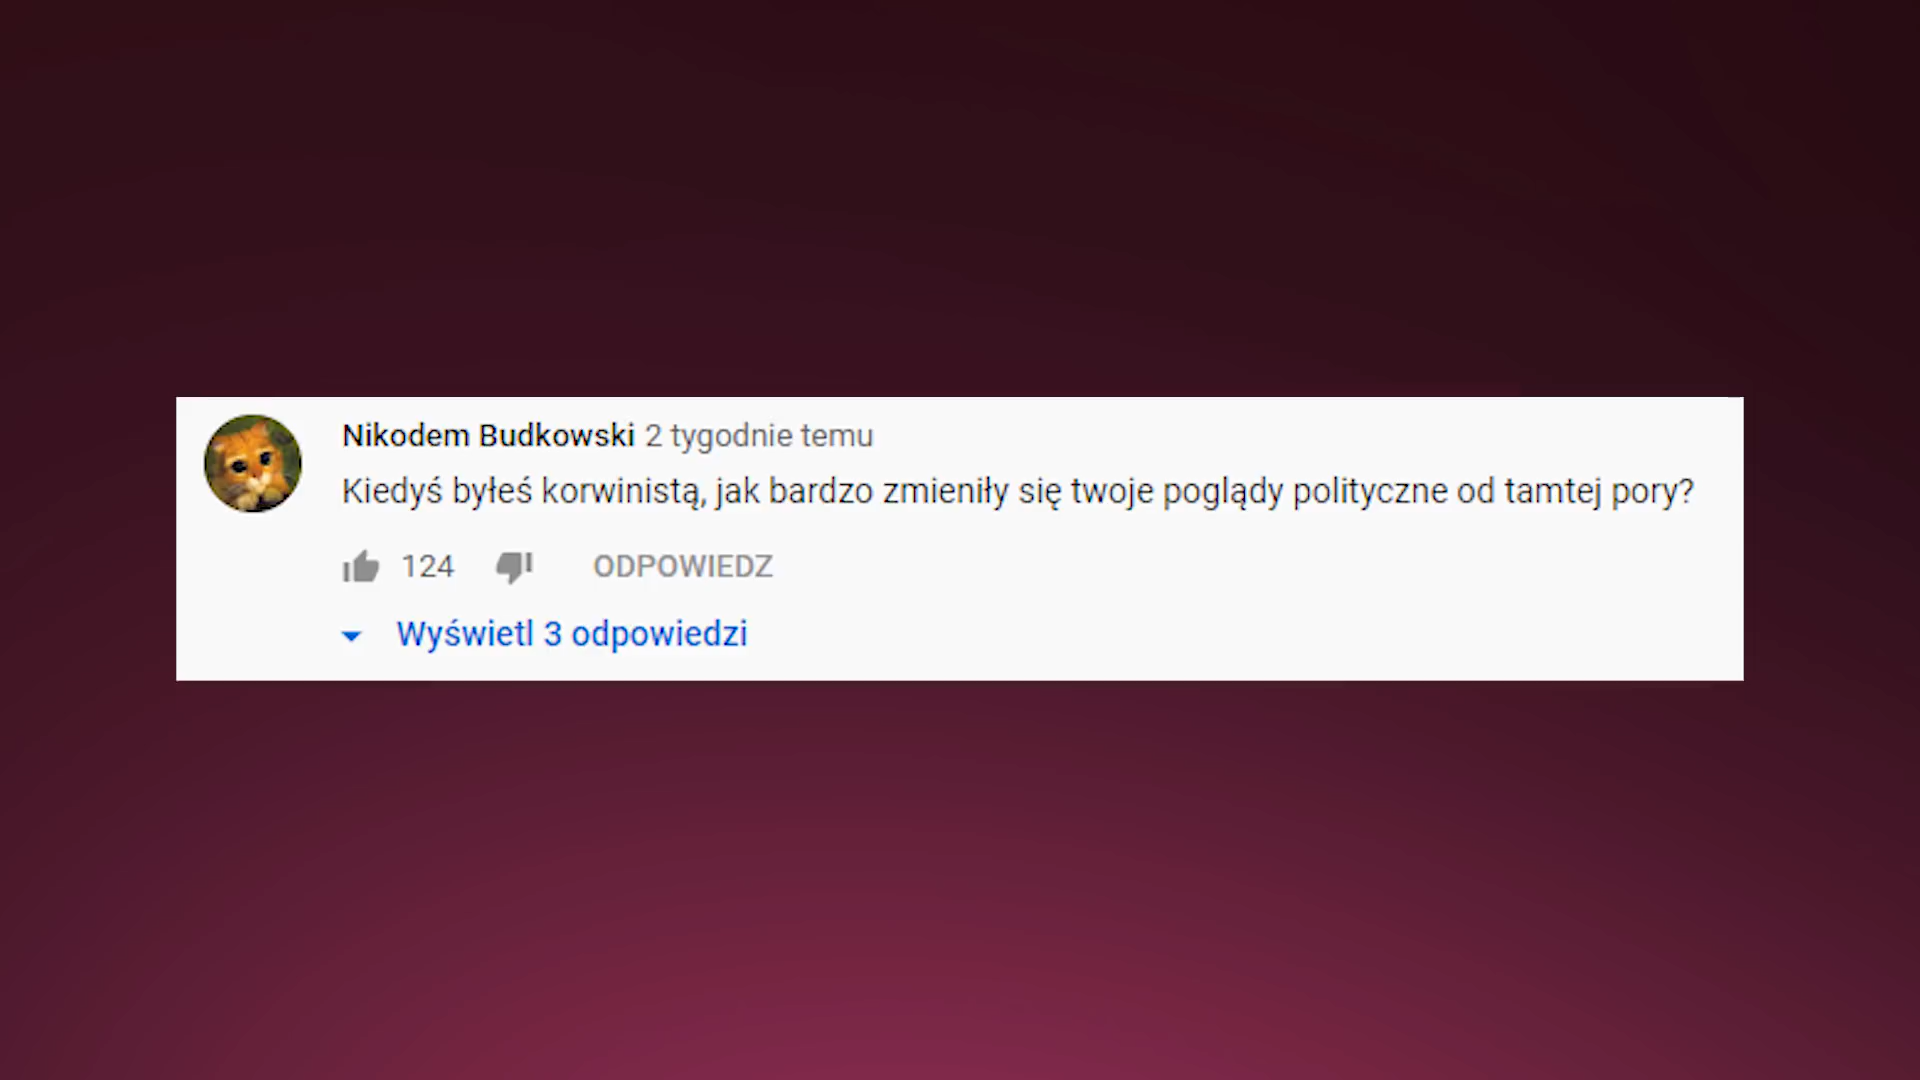 Nikodem Budkowski 2 tygodnie temu
Kiedyś byłeś korwinistą, jak bardzo zmieniły się twoje poglądy polityczne od tamtej pory?
124 ODPOWIEDZ
Wyświetl 3 odpowiedzi